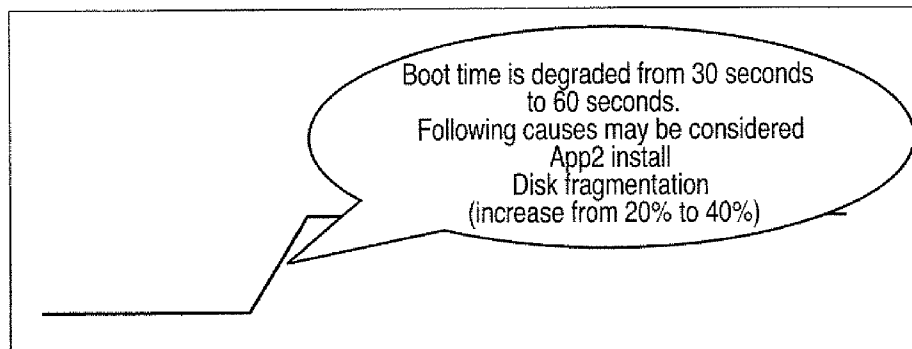 Boot time is degraded from 30 seconds
to 60 seconds.
Following causes may be considered
App2 install
Disk fragmentation
(increase from 20% to 40%)